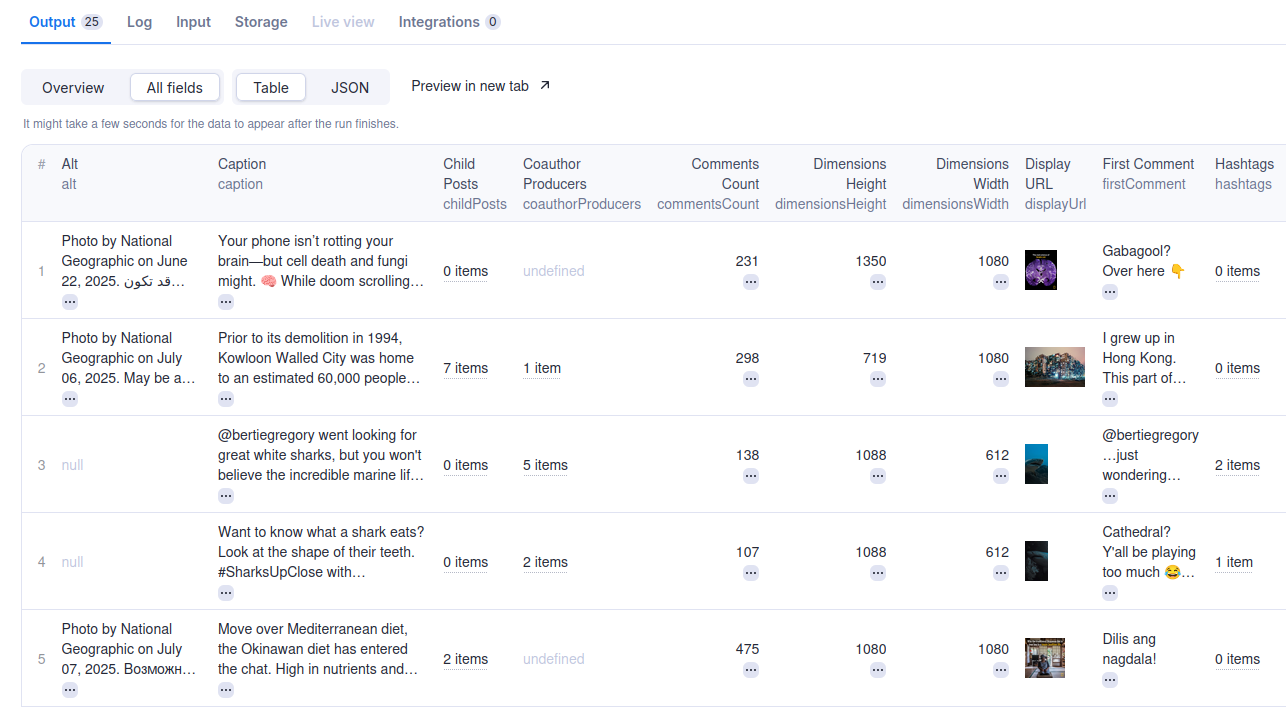 Output 25 Log Input Storage Live view Integrations 0
Overview All fields Table JSON Preview in new tab
It might take a few seconds for the data to appear after the run finishes.
# Alt Caption Child Posts Coauthor Producers Comments Count Dimensions Height Dimensions Width Display URL First Comment Hashtags
alt caption childPosts coauthorProducers commentsCount dimensionsHeight dimensionsWidth displayUrl firstComment hashtags
1
Photo by National
Geographic on June
22, 2025. قد تكون...
...
Your phone isn’t rotting your
brain—but cell death and fungi
might. 🧠 While doom scrolling...
...
0 items
undefined
231
...
1350
...
1080
...
Gabagool?
Over here 👇
...
0 items
2
Photo by National
Geographic on July
06, 2025. May be a...
...
Prior to its demolition in 1994,
Kowloon Walled City was home
to an estimated 60,000 people...
...
7 items
1 item
298
...
719
...
1080
...
I grew up in
Hong Kong.
This part of...
...
0 items
3
null
@bertiegregory went looking for
great white sharks, but you won't
believe the incredible marine lif...
...
0 items
5 items
138
...
1088
...
612
...
@bertiegregory
...just
wondering...
...
2 items
4
null
Want to know what a shark eats?
Look at the shape of their teeth.
#SharksUpClose with...
...
0 items
2 items
107
...
1088
...
612
...
Cathedral?
Y'all be playing
too much 😂...
...
1 item
5
Photo by National
Geographic on July
07, 2025. Возможн...
...
Move over Mediterranean diet,
the Okinawan diet has entered
the chat. High in nutrients and...
...
2 items
undefined
475
...
1080
...
1080
...
Dilis ang
nagdala!
...
0 items